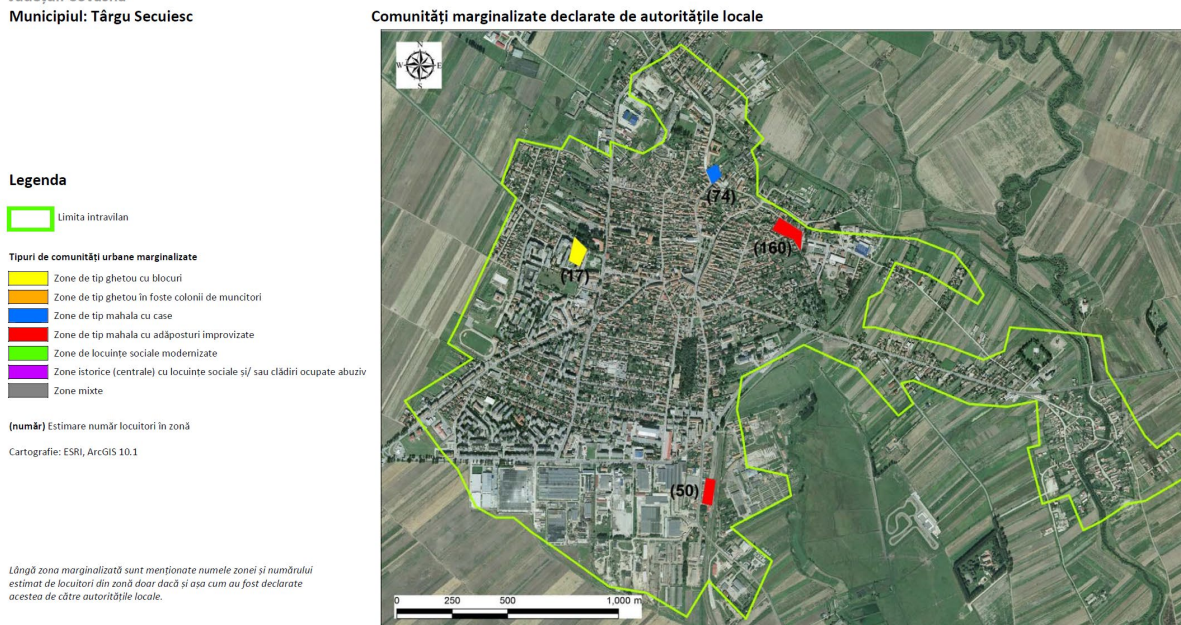 Municipiul: Târgu Secuiesc
Comunități marginalizate declarate de autoritățile locale
N
W E
S
(74)
(160)
(17)
(50)
0 250 500 1,000 m
Legenda
Limita intravilan
Tipuri de comunități urbane marginalizate
Zone de tip ghetou cu blocuri
Zone de tip ghetou în foste colonii de muncitori
Zone de tip mahala cu case
Zone de tip mahala cu adăposturi improvizate
Zone de locuințe sociale modernizate
Zone istorice (centrale) cu locuințe sociale și/ sau clădiri ocupate abuziv
Zone mixte
(număr) Estimare număr locuitori în zonă
Cartografie: ESRI, ArcGIS 10.1
Lângă zona marginalizată sunt menționate numele zonei și numărului
estimat de locuitori din zonă doar dacă și așa cum au fost declarate
acestea de către autoritățile locale.